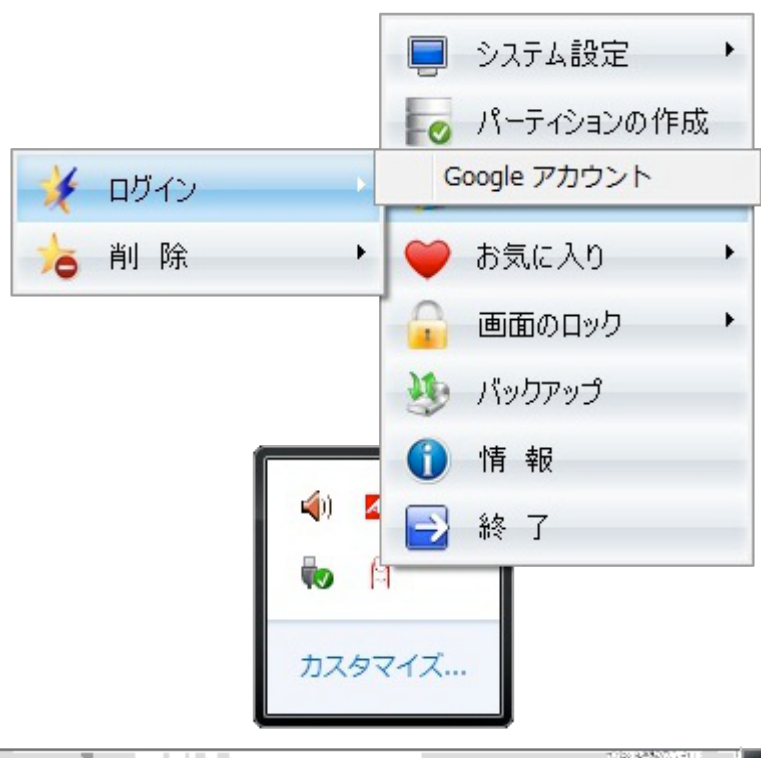 システム設定
パーティションの作成
Google アカウント
ログイン
削 除
お気に入り
画面のロック
バックアップ
情 報
終 了
カスタマイズ...